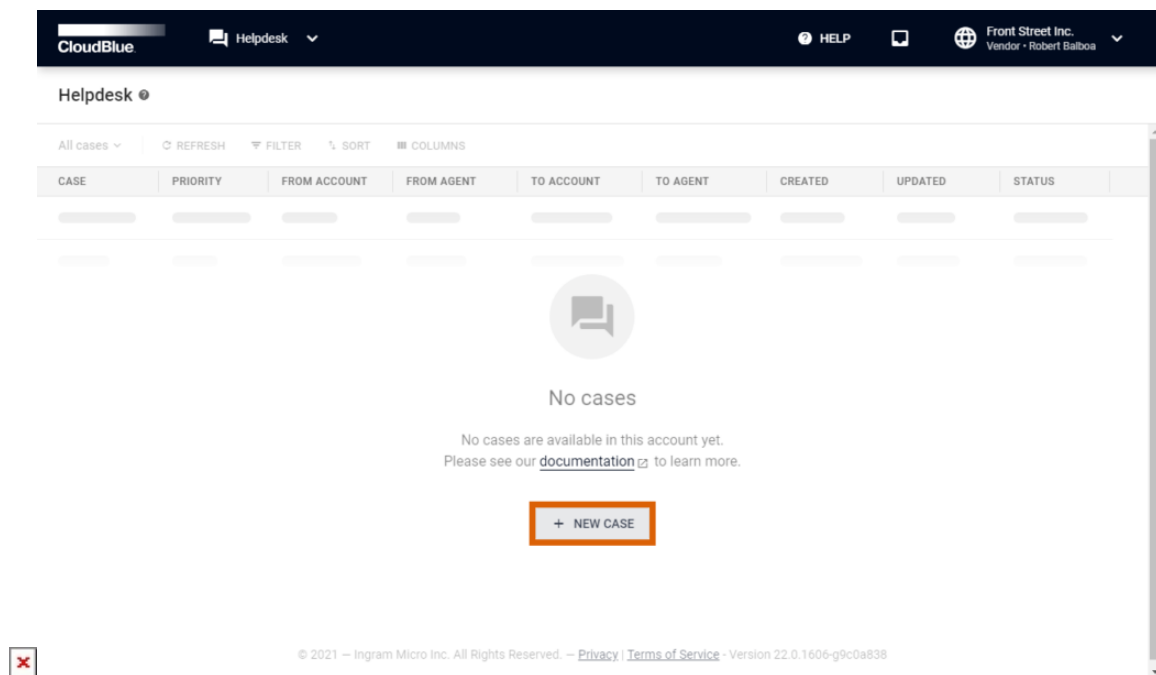 CloudBlue. Helpdesk HELP Front Street Inc.
Vendor • Robert Balboa
Helpdesk
All cases REFRESH FILTER SORT COLUMNS
CASE PRIORITY FROM ACCOUNT FROM AGENT TO ACCOUNT TO AGENT CREATED UPDATED STATUS
No cases
No cases are available in this account yet.
Please see our documentation to learn more.
+ NEW CASE
© 2021 – Ingram Micro Inc. All Rights Reserved. – Privacy | Terms of Service - Version 22.0.1606-g9c0a838